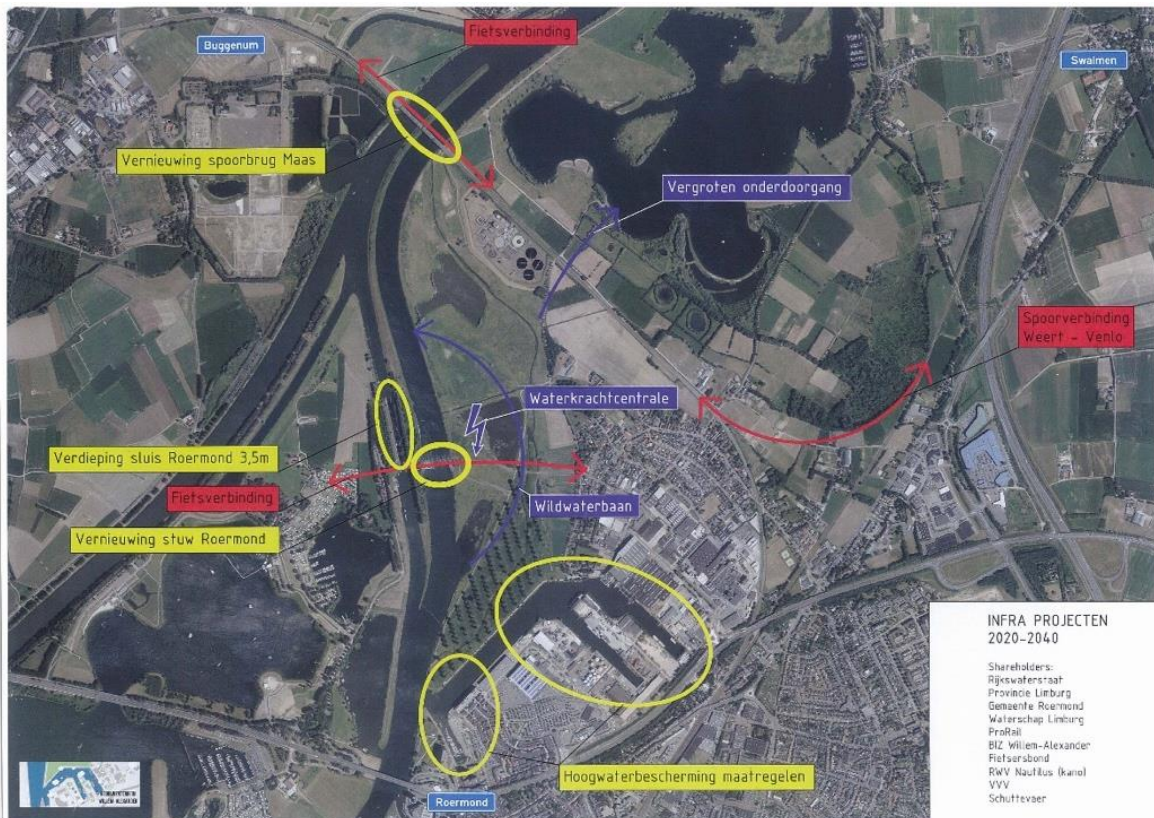 Buggenum
Fietsverbinding
Swalmen
Vernieuwing spoorbrug Maas
Vergroten onderdoorgang
Spoorverbinding
Weert - Venlo
Waterkrachtcentrale
Verdieping sluis Roermond 3,5m
Fietsverbinding
Wildwaterbaan
Vernieuwing stuw Roermond
Hoogwaterbescherming maatregelen
Roermond
INFRA PROJECTEN
2020-2040
Shareholders:
Rijkswaterstaat
Provincie Limburg
Gemeente Roermond
Waterschap Limburg
ProRail
BIZ Willem-Alexander
Fietsersbond
RWV Nautilus (kano)
VVV
Schuttevaer
WILLEM ALEXANDER